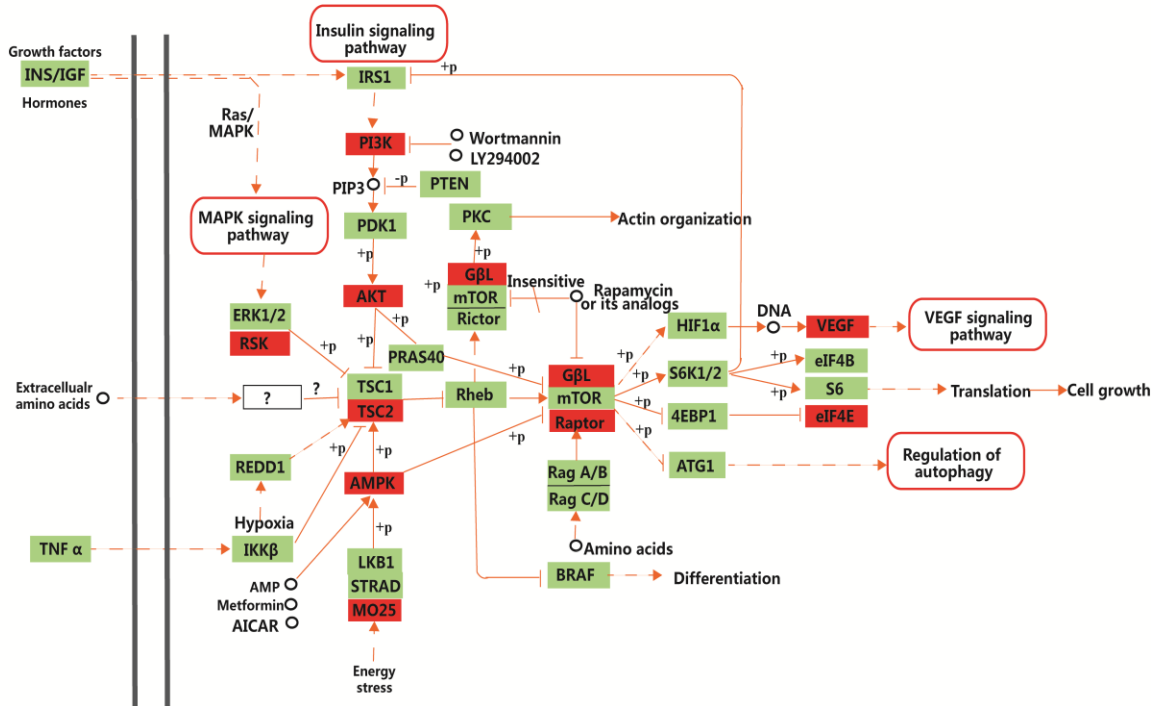 Insulin signaling
pathway
Growth factors
INS/IGF
Hormones
IRS1
+p
Ras/
MAPK
PI3K
Wortmannin
LY294002
PIP3
-p
PTEN
MAPK signaling
pathway
PDK1
PKC
Actin organization
+p
+p
AKT
+p
GβL
mTOR
Rictor
Insensitive
Rapamycin
or its analogs
ERK1/2
RSK
+p
+p
+p
PRAS40
+p
DNA
HIF1α
VEGF
VEGF signaling
pathway
+p
+p
S6K1/2
+p
eIF4B
+p
S6
Translation
Cell growth
Extracellualr
amino acids
?
?
TSC1
TSC2
Rheb
GβL
mTOR
Raptor
+p
4EBP1
eIF4E
+p
ATG1
Regulation of
autophagy
REDD1
+p
+p
+p
AMPK
Rag A/B
Rag C/D
Hypoxia
+p
TNF α
IKKβ
Amino acids
LKB1
STRAD
MO25
BRAF
Differentiation
AMP
Metformin
AICAR
Energy
stress